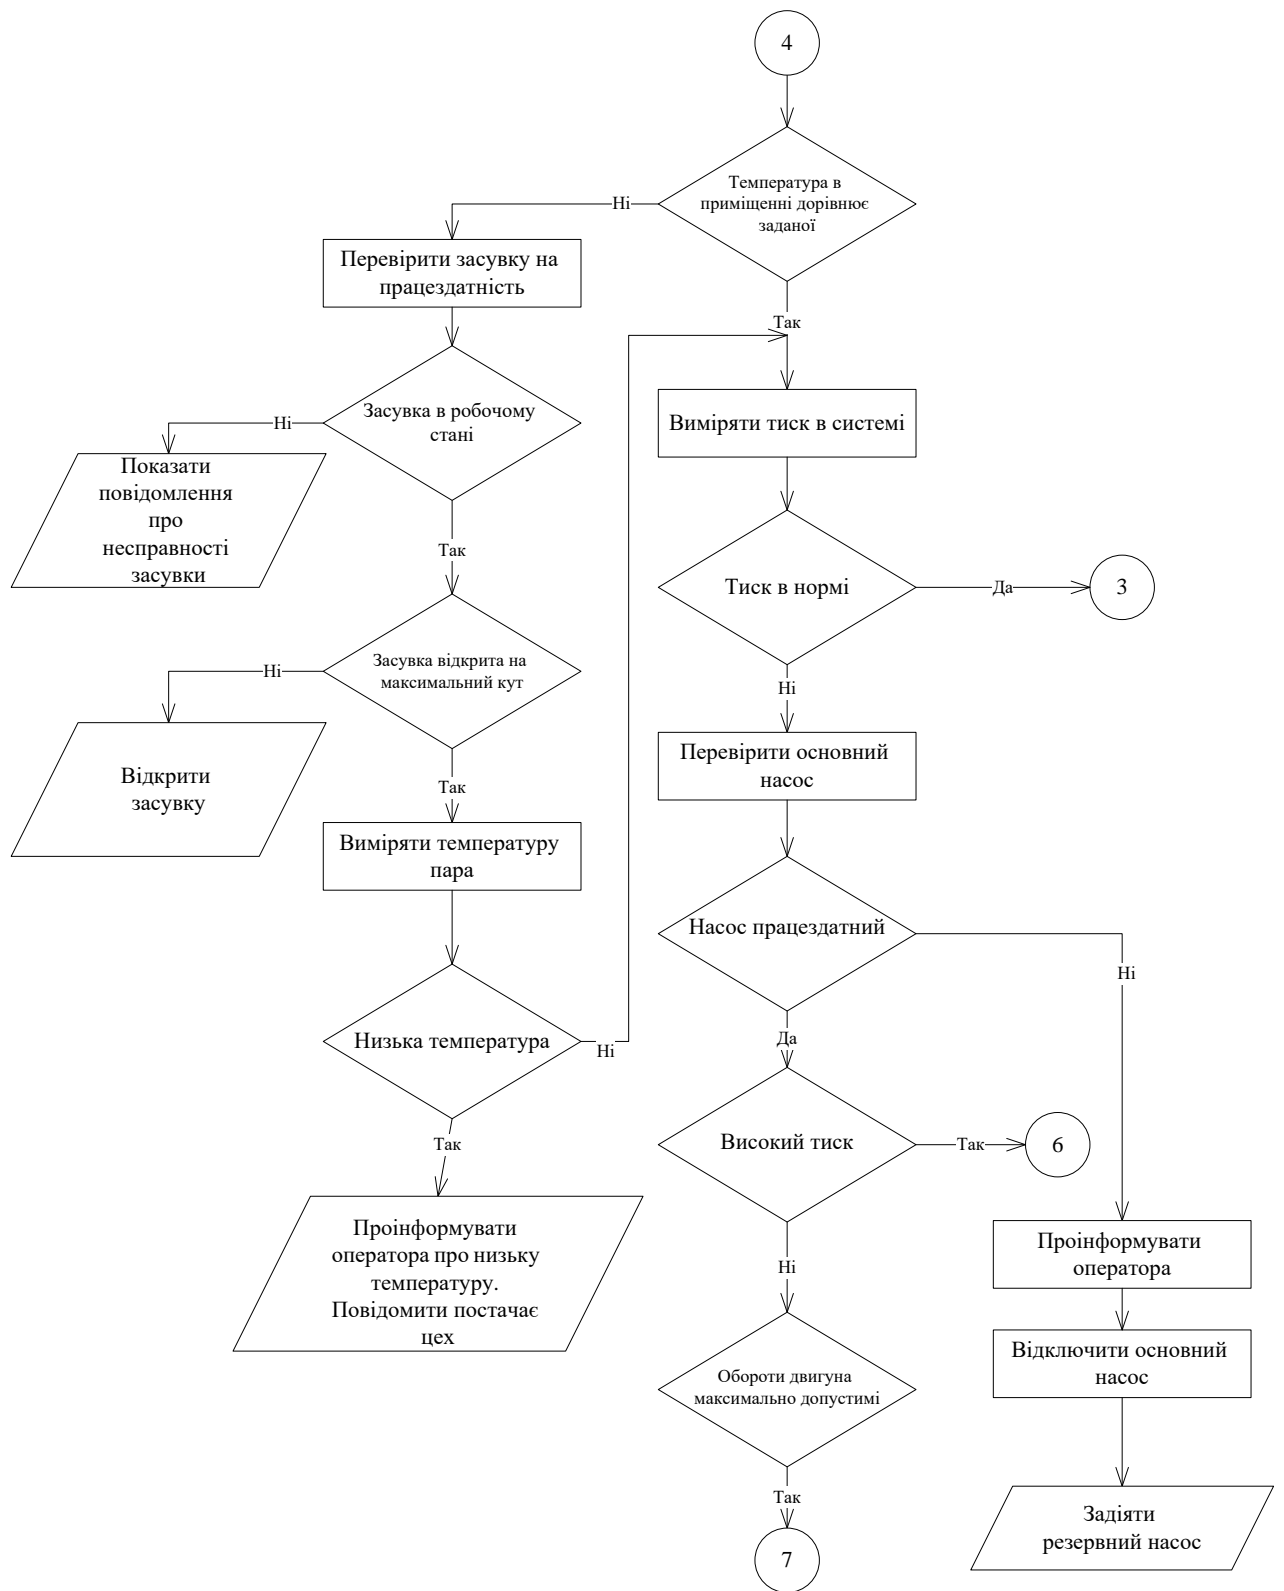 4
Температура в
приміщенні дорівнює
заданої
Ні
Перевірити засувку на
працездатність
Так
Засувка в робочому
стані
Ні
Виміряти тиск в системі
Показати
повідомлення
про
несправності
засувки
Так
Тиск в нормі
Да
3
Засувка відкрита на
максимальний кут
Ні
Ні
Відкрити
засувку
Перевірити основний
насос
Так
Виміряти температуру
пара
Насос працездатний
Ні
Низька температура
Ні
Да
Так
Високий тиск
Так
6
Проінформувати
оператора про низьку
температуру.
Повідомити постачає
цех
Проінформувати
оператора
Ні
Відключити основний
насос
Обороти двигуна
максимально допустимі
Так
7
Задіяти
резервний насос